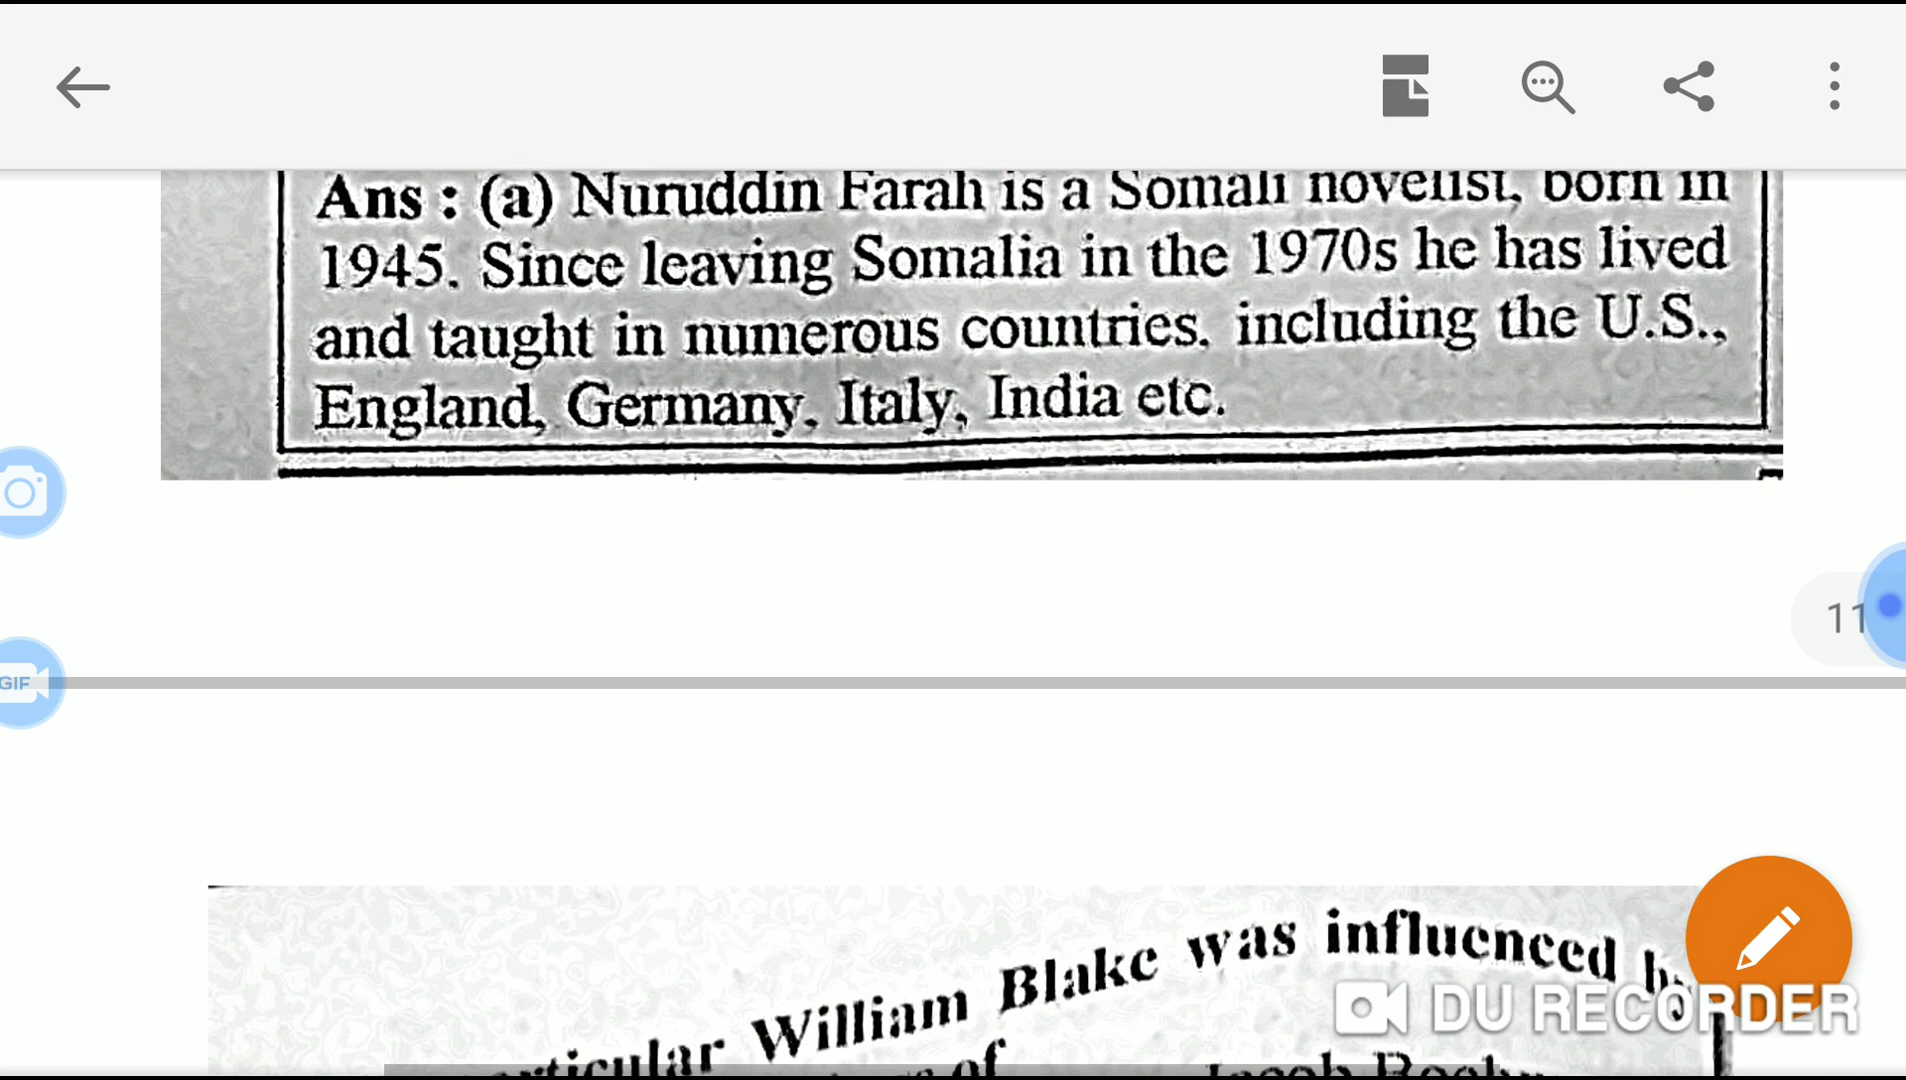 Ans : (a) Nuruddin Farah is a Somali novelist, born in
1945. Since leaving Somalia in the 1970s he has lived
and taught in numerous countries, including the U.S.,
England, Germany, Italy, India etc.
11
GIF
William Blake was influenced
of Jacob
DU RECORDER